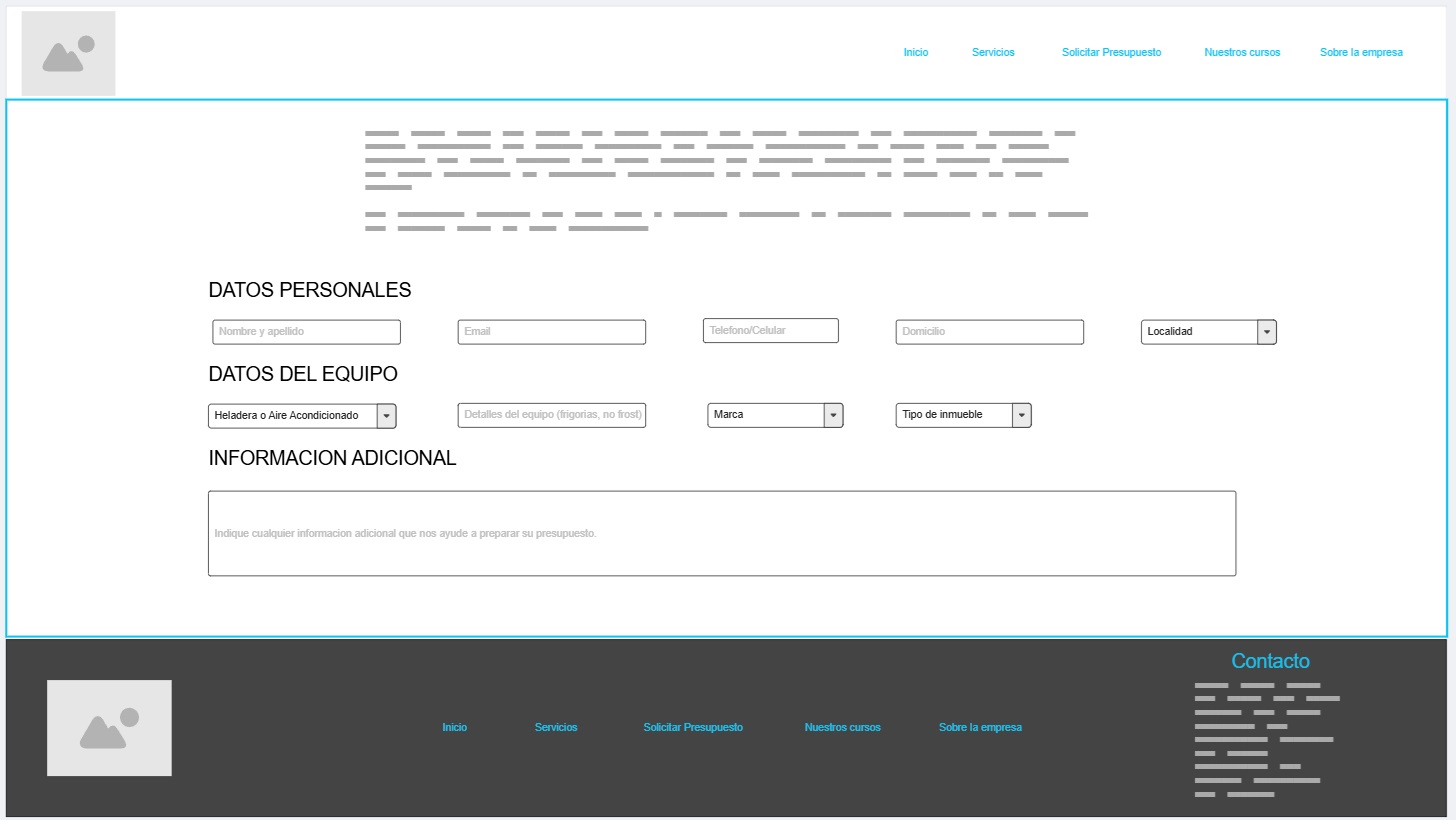 Inicio Servicios Solicitar Presupuesto Nuestros cursos Sobre la empresa
DATOS PERSONALES
Nombre y apellido Email Telefono/Celular Domicilio Localidad
DATOS DEL EQUIPO
Heladera o Aire Acondicionado Detalles del equipo (frigorias, no frost) Marca Tipo de inmueble
INFORMACION ADICIONAL
Indique cualquier informacion adicional que nos ayude a preparar su presupuesto.
Contacto
Inicio Servicios Solicitar Presupuesto Nuestros cursos Sobre la empresa